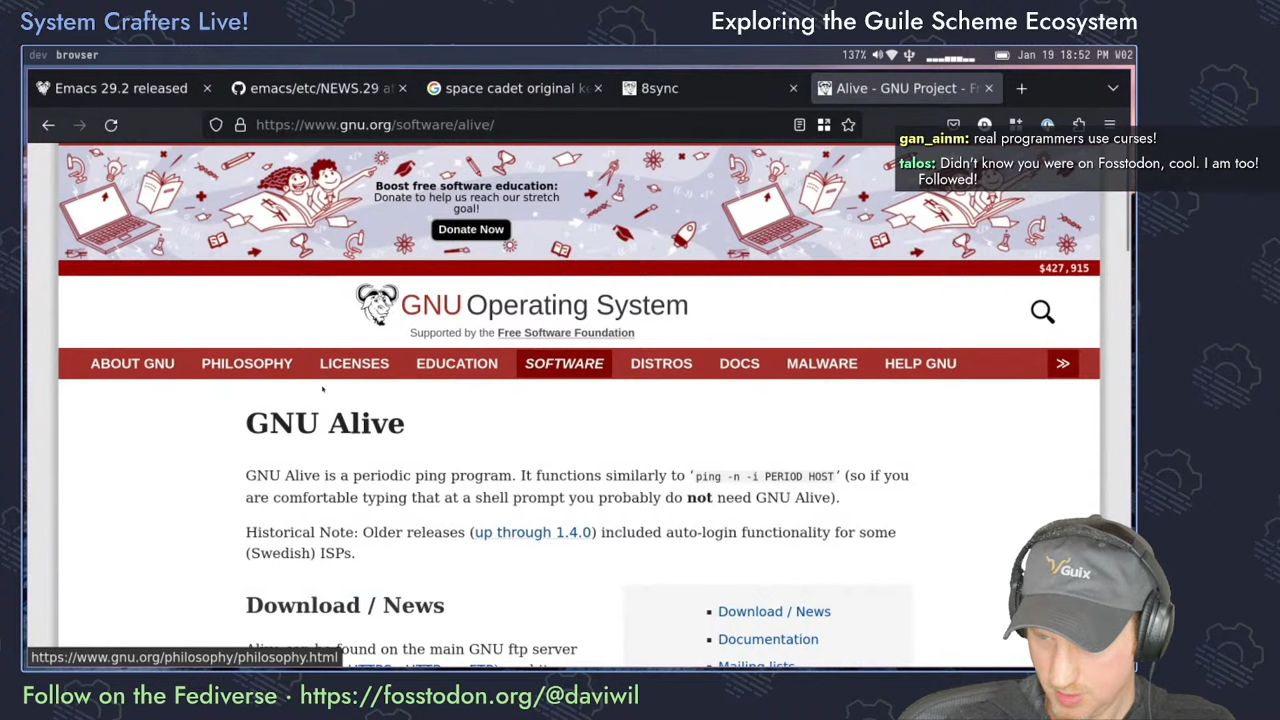 System Crafters Live!
Exploring the Guile Scheme Ecosystem
dev browser
137%
Jan 19 18:52 PM W02
Emacs 29.2 released
emacs/etc/NEWS.29 at
space cadet original ke
8sync
Alive - GNU Project - Fr
https://www.gnu.org/software/alive/
gan_ainm: real programmers use curses!
talos: Didn't know you were on Fosstodon, cool. I am too!
Followed!
Boost free software education:
Donate to help us reach our stretch
goal!
Donate Now
$427,915
GNU Operating System
Supported by the Free Software Foundation
ABOUT GNU PHILOSOPHY LICENSES EDUCATION SOFTWARE DISTROS DOCS MALWARE HELP GNU
GNU Alive
GNU Alive is a periodic ping program. It functions similarly to ‘ping -n -i PERIOD HOST’ (so if you
are comfortable typing that at a shell prompt you probably do not need GNU Alive).
Historical Note: Older releases (up through 1.4.0) included auto-login functionality for some
(Swedish) ISPs.
Download / News
Download / News
Documentation
Mailing lists
Alive can be found on the main GNU ftp server
https://www.gnu.org/philosophy/philosophy.html
Guix
Follow on the Fediverse · https://fosstodon.org/@daviwil